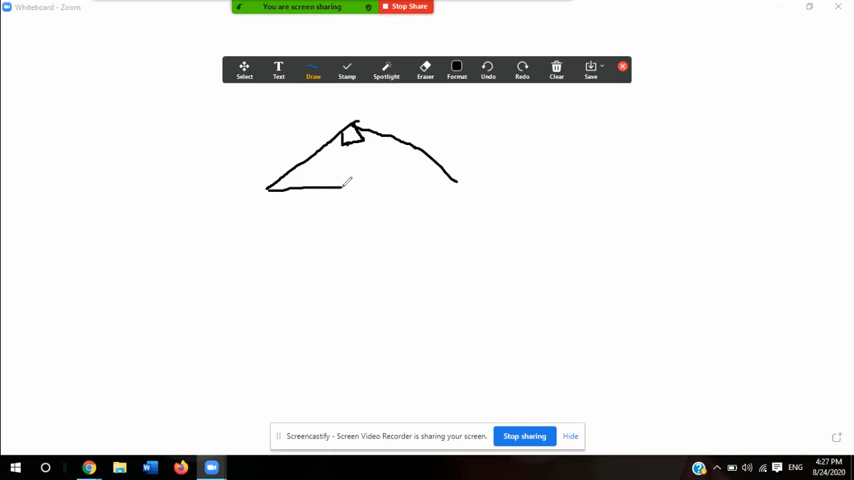 Whiteboard - Zoom
You are screen sharing
Stop Share
Select
Text
Draw
Stamp
Spotlight
Eraser
Format
Undo
Redo
Clear
Save
Screencastify - Screen Video Recorder is sharing your screen.
Stop sharing
Hide
ENG
4:27 PM
8/24/2020